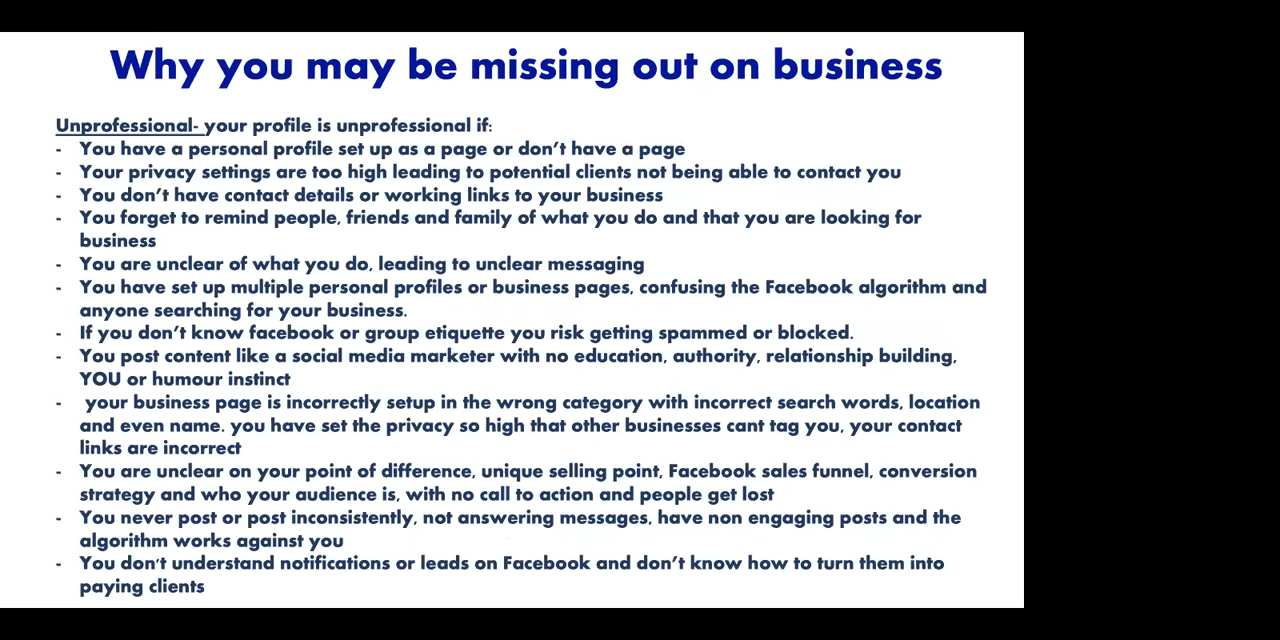 Why you may be missing out on business
Unprofessional- your profile is unprofessional if:
- You have a personal profile set up as a page or don't have a page
- Your privacy settings are too high leading to potential clients not being able to contact you
- You don't have contact details or working links to your business
- You forget to remind people, friends and family of what you do and that you are looking for
business
- You are unclear of what you do, leading to unclear messaging
- You have set up multiple personal profiles or business pages, confusing the Facebook algorithm and
anyone searching for your business.
- If you don't know facebook or group etiquette you risk getting spammed or blocked.
- You post content like a social media marketer with no education, authority, relationship building,
YOU or humour instinct
- your business page is incorrectly setup in the wrong category with incorrect search words, location
and even name. you have set the privacy so high that other businesses cant tag you, your contact
links are incorrect
- You are unclear on your point of difference, unique selling point, Facebook sales funnel, conversion
strategy and who your audience is, with no call to action and people get lost
- You never post or post inconsistently, not answering messages, have non engaging posts and the
algorithm works against you
- You don't understand notifications or leads on Facebook and don't know how to turn them into
paying clients